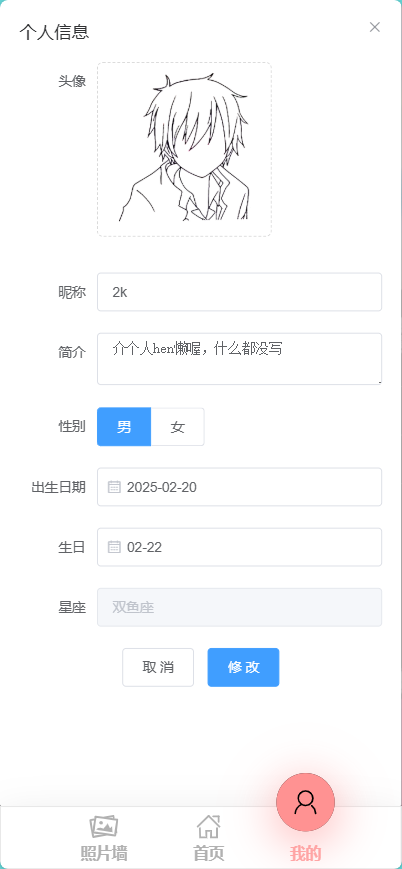 个人信息
头像
昵称 2k
简介 介个人hen懒喔，什么都没写
性别 男 女
出生日期 2025-02-20
生日 02-22
星座 双鱼座
取消 修改
照片墙 首页 我的